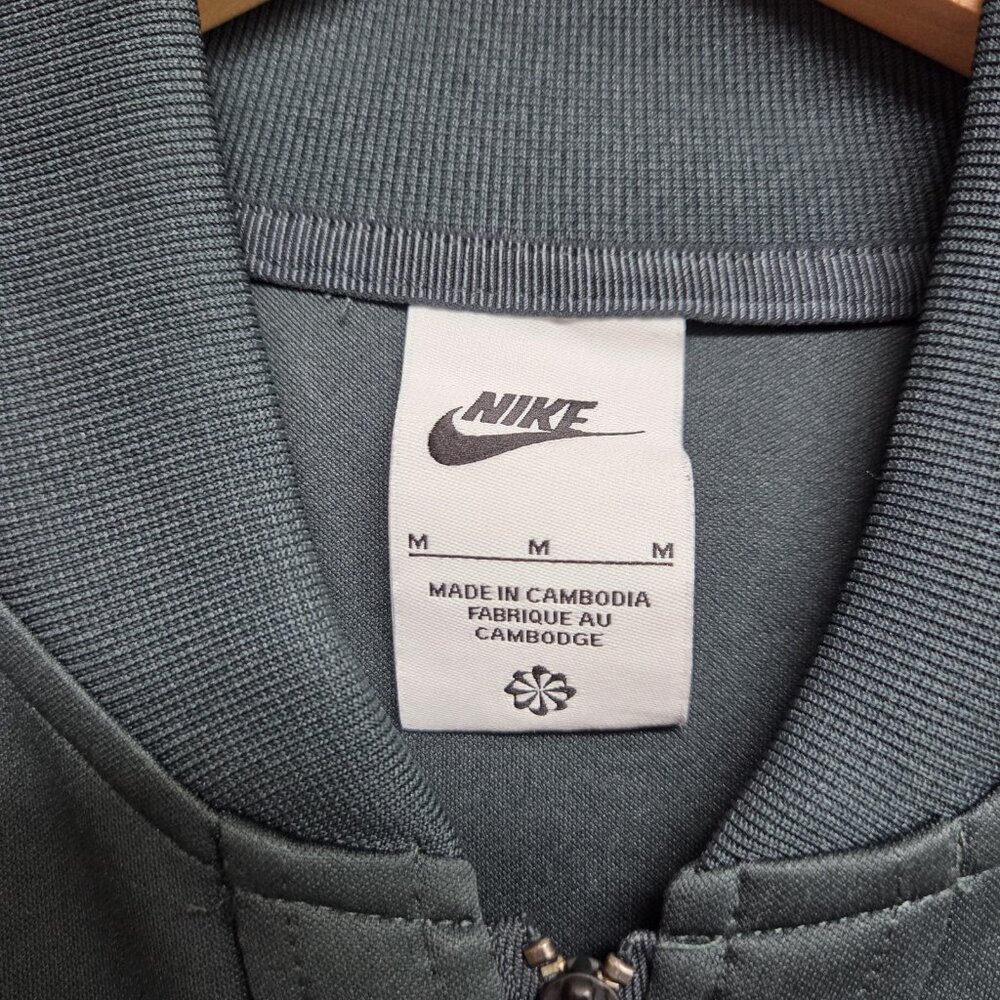 NIKE
M M M
MADE IN CAMBODIA
FABRIQUE AU
CAMBODGE